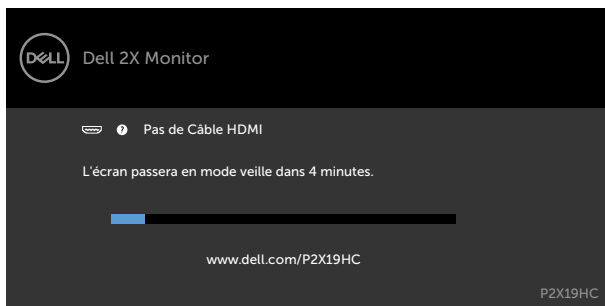 DELL Dell 2X Monitor
? Pas de Câble HDMI
L'écran passera en mode veille dans 4 minutes.
www.dell.com/P2X19HC
P2X19HC